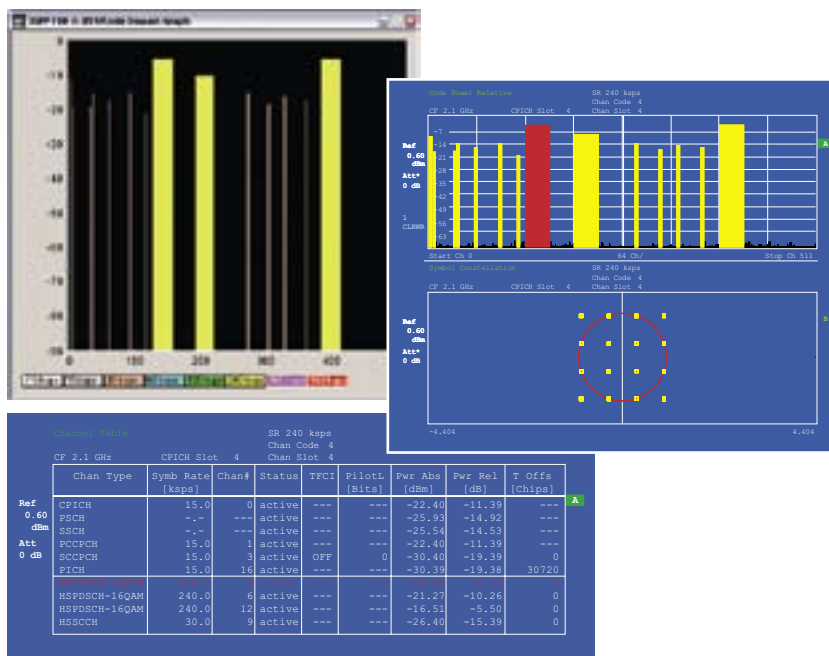 0
-10
-20
-30
-40
-50
-60
-70
-80
-90
0 100 200 300 400
Code Power Relative SR 240 ksps
Chan Code 4
CF 2.1 GHz CPICH Slot 4 Chan Slot 4
Ref
0.60
dBm
Att*
0 dB
1
CLRWR
-7
-14
-21
-28
-35
-42
-49
-56
-63
A
Start Ch 0 64 Ch/ Stop Ch 511
Symbol Constellation SR 240 ksps
Chan Code 4
CF 2.1 GHz CPICH Slot 4 Chan Slot 4
Ref
0.60
dBm
Att*
0 dB
B
-4.404 4.404
Channel Table SR 240 ksps
Chan Code 4
CF 2.1 GHz CPICH Slot 4 Chan Slot 4
Ref
0.60
dBm
Att
0 dB
A
Chan Type Symb Rate Chan# Status TFCI PilotL Pwr Abs Pwr Rel T Offs
[ksps] [Bits] [dBm] [dB] [Chips]
CPICH 15.0 0 active --- --- -22.40 -11.39 ---
PSCH -.- --- active --- --- -25.93 -14.92 ---
SSCH -.- --- active --- --- -25.54 -14.53 ---
PCCPCH 15.0 1 active --- --- -22.40 -11.39 ---
SCCPCH 15.0 3 active OFF 0 -30.40 -19.39 0
PICH 15.0 16 active --- --- -30.39 -19.38 30720
HSPDSCH-16QAM 240.0 6 active --- --- -21.27 -10.26 0
HSPDSCH-16QAM 240.0 12 active --- --- -16.51 -5.50 0
HSSCCH 30.0 9 active --- --- -26.40 -15.39 0